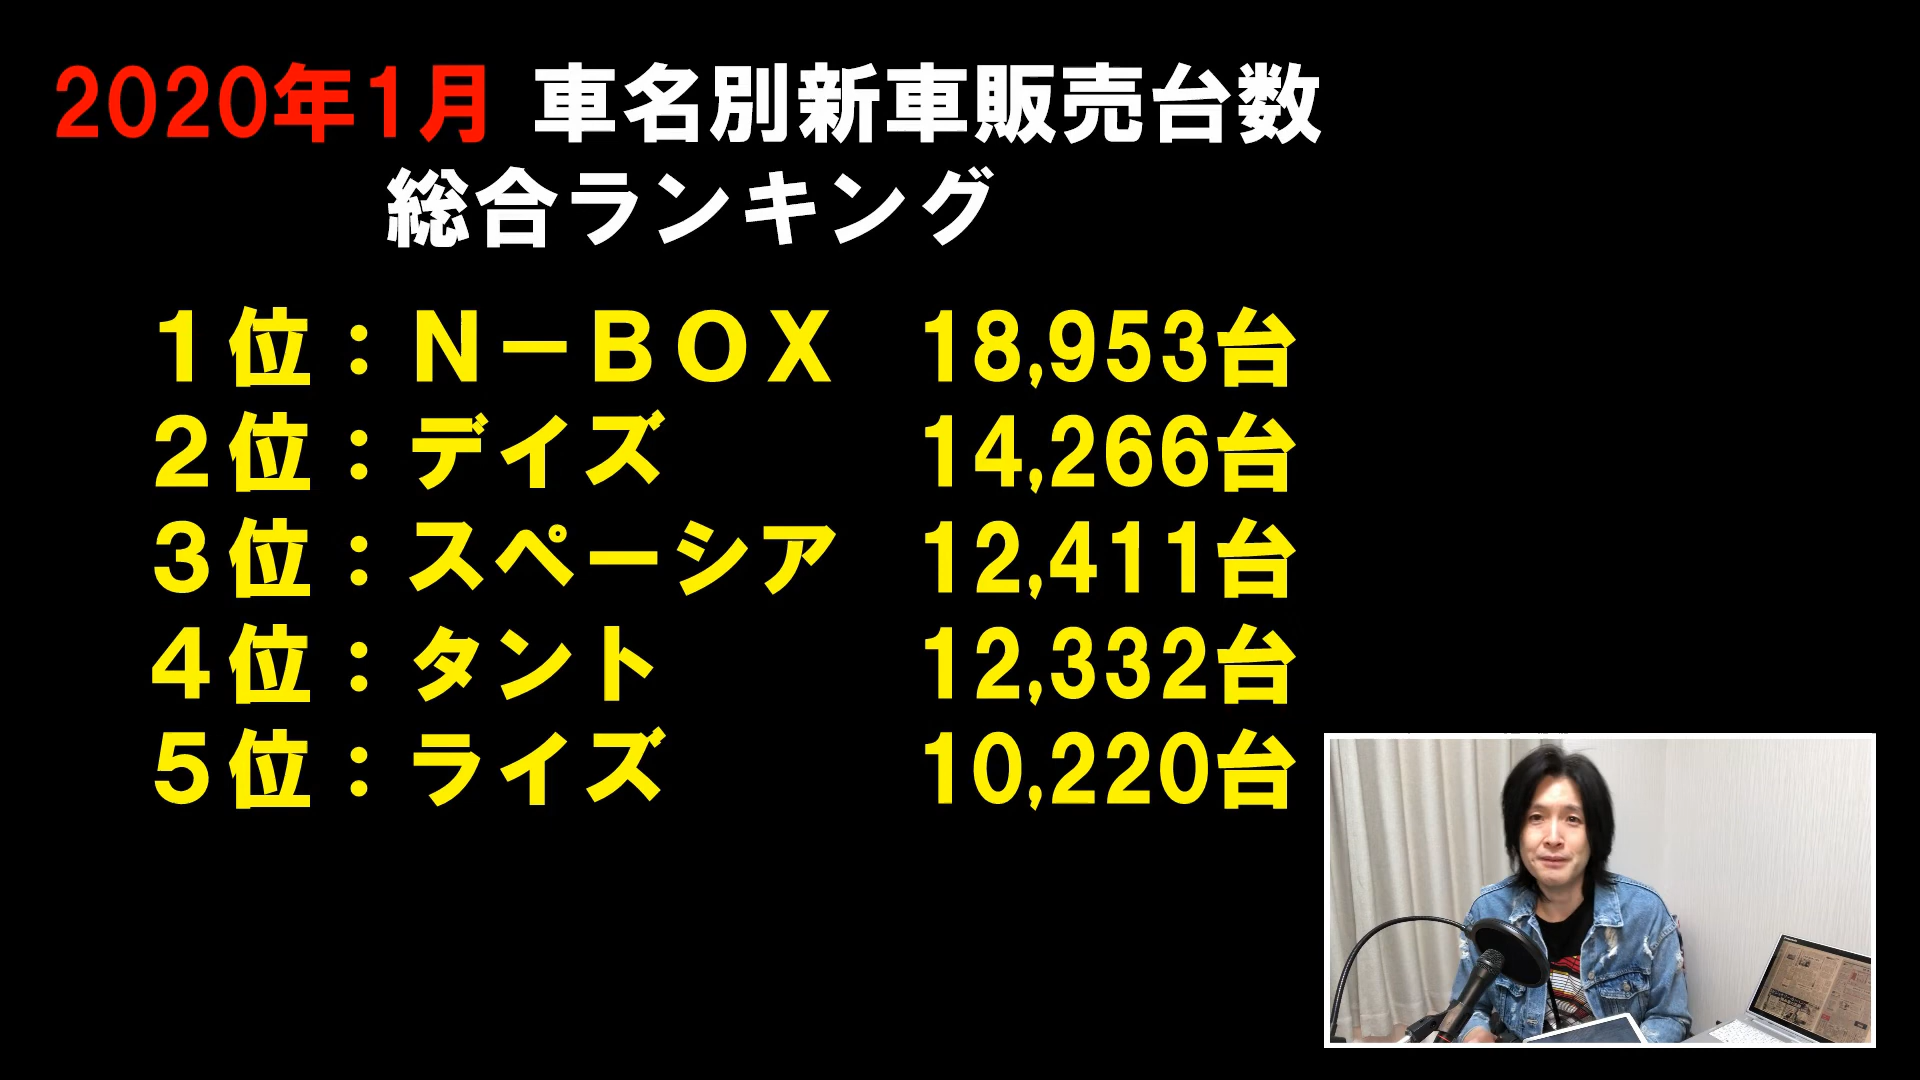 2020年1月 車名別新車販売台数
総合ランキング
１位：Ｎ－ＢＯＸ　18,953台
２位：デイズ　14,266台
３位：スペーシア　12,411台
４位：タント　12,332台
５位：ライズ　10,220台